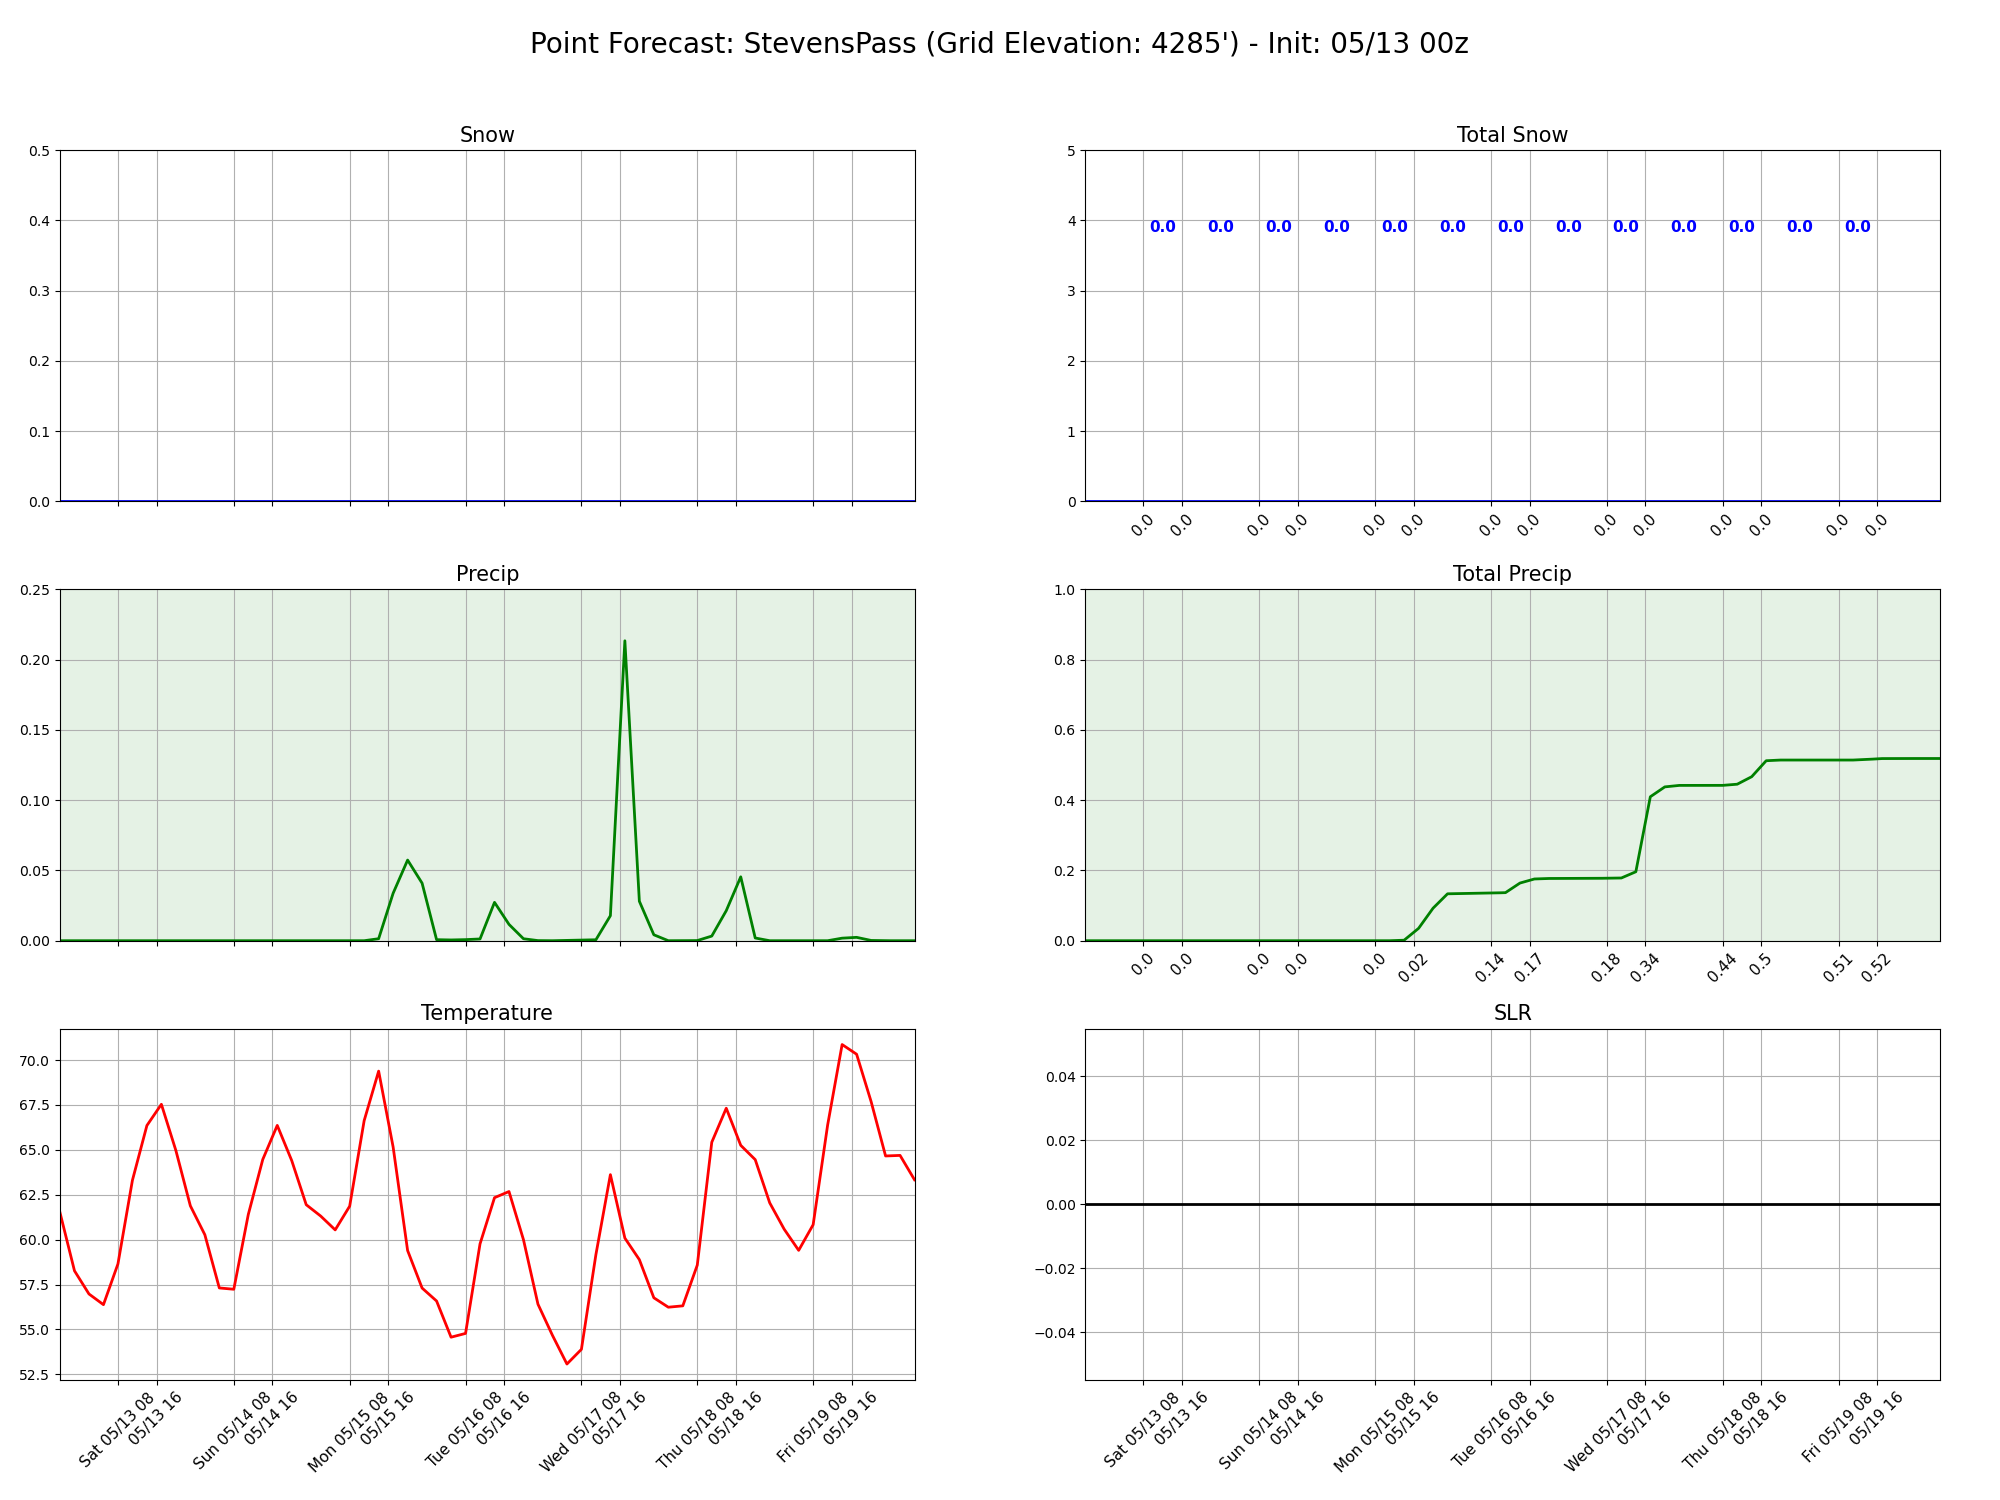 Point Forecast: StevensPass (Grid Elevation: 4285') - Init: 05/13 00z
Snow
0.5
0.4
0.3
0.2
0.1
0.0
Total Snow
5
4
3
2
1
0
0.0 0.0 0.0 0.0 0.0 0.0 0.0 0.0 0.0 0.0 0.0 0.0 0.0
0.0 0.0 0.0 0.0 0.0 0.0 0.0 0.0 0.0 0.0 0.0 0.0 0.0 0.0
Precip
0.25
0.20
0.15
0.10
0.05
0.00
Total Precip
1.0
0.8
0.6
0.4
0.2
0.0
0.0 0.0 0.0 0.0 0.0 0.02 0.14 0.17 0.18 0.34 0.44 0.5 0.51 0.52
Temperature
70.0
67.5
65.0
62.5
60.0
57.5
55.0
52.5
Sat 05/13 08
05/13 16
Sun 05/14 08
05/14 16
Mon 05/15 08
05/15 16
Tue 05/16 08
05/16 16
Wed 05/17 08
05/17 16
Thu 05/18 08
05/18 16
Fri 05/19 08
05/19 16
SLR
0.04
0.02
0.00
−0.02
−0.04
Sat 05/13 08
05/13 16
Sun 05/14 08
05/14 16
Mon 05/15 08
05/15 16
Tue 05/16 08
05/16 16
Wed 05/17 08
05/17 16
Thu 05/18 08
05/18 16
Fri 05/19 08
05/19 16